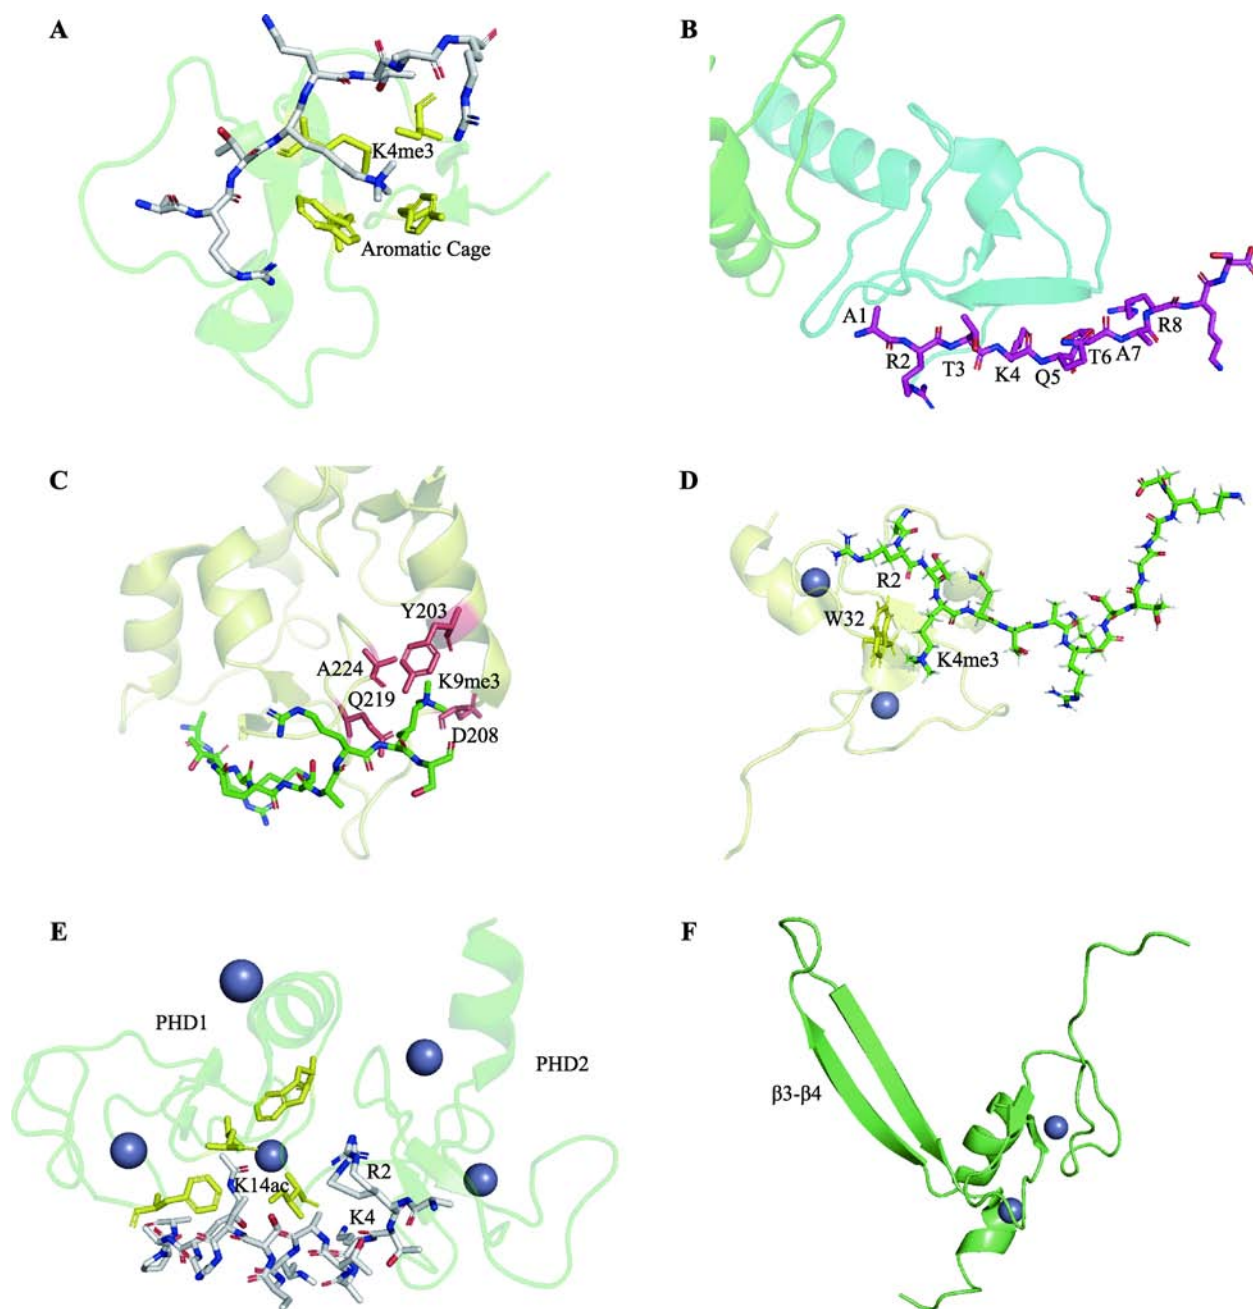 A
K4me3
Aromatic Cage
B
A1
R2
T3
K4
Q5
T6
A7
R8
C
Y203
A224
K9me3
Q219
D208
D
R2
W32
K4me3
E
PHD1
PHD2
K14ac
R2
K4
F
β3-β4